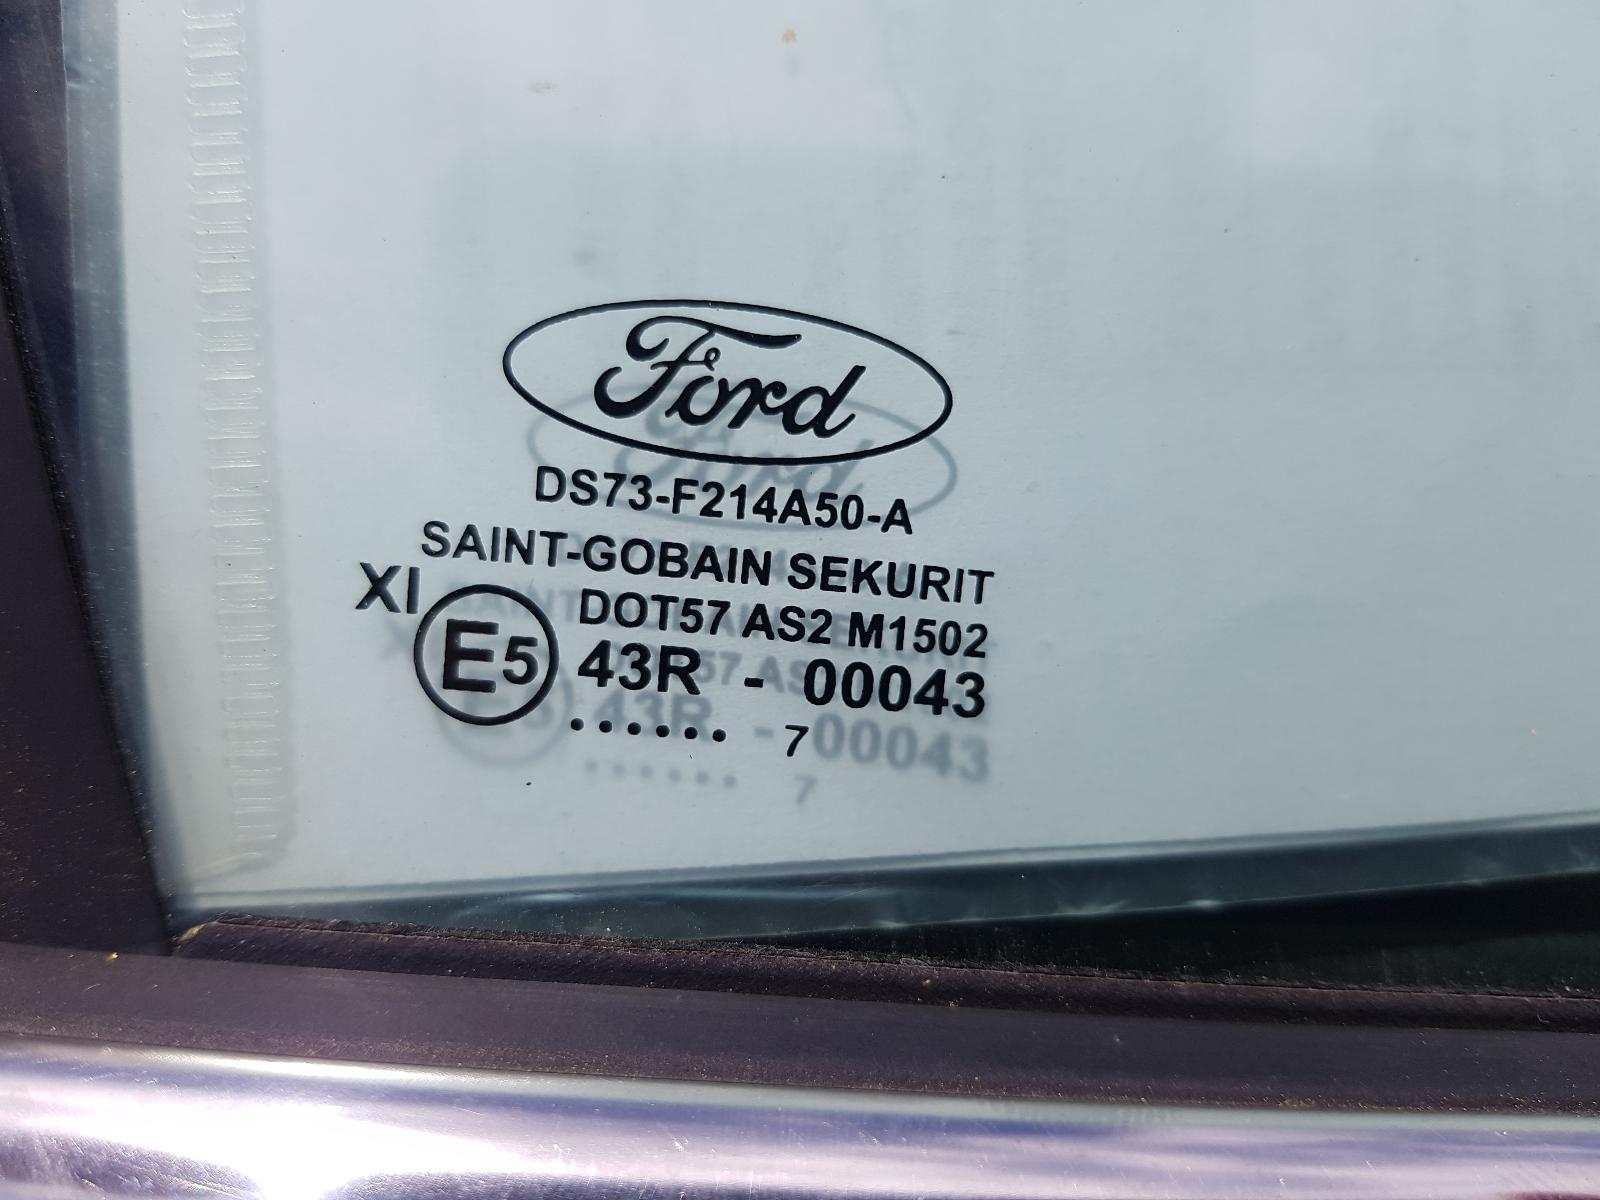 Ford
DS73-F214A50-A
SAINT-GOBAIN SEKURIT
XI
DOT57 AS2 M1502
E5 43R - 00043
...... 7